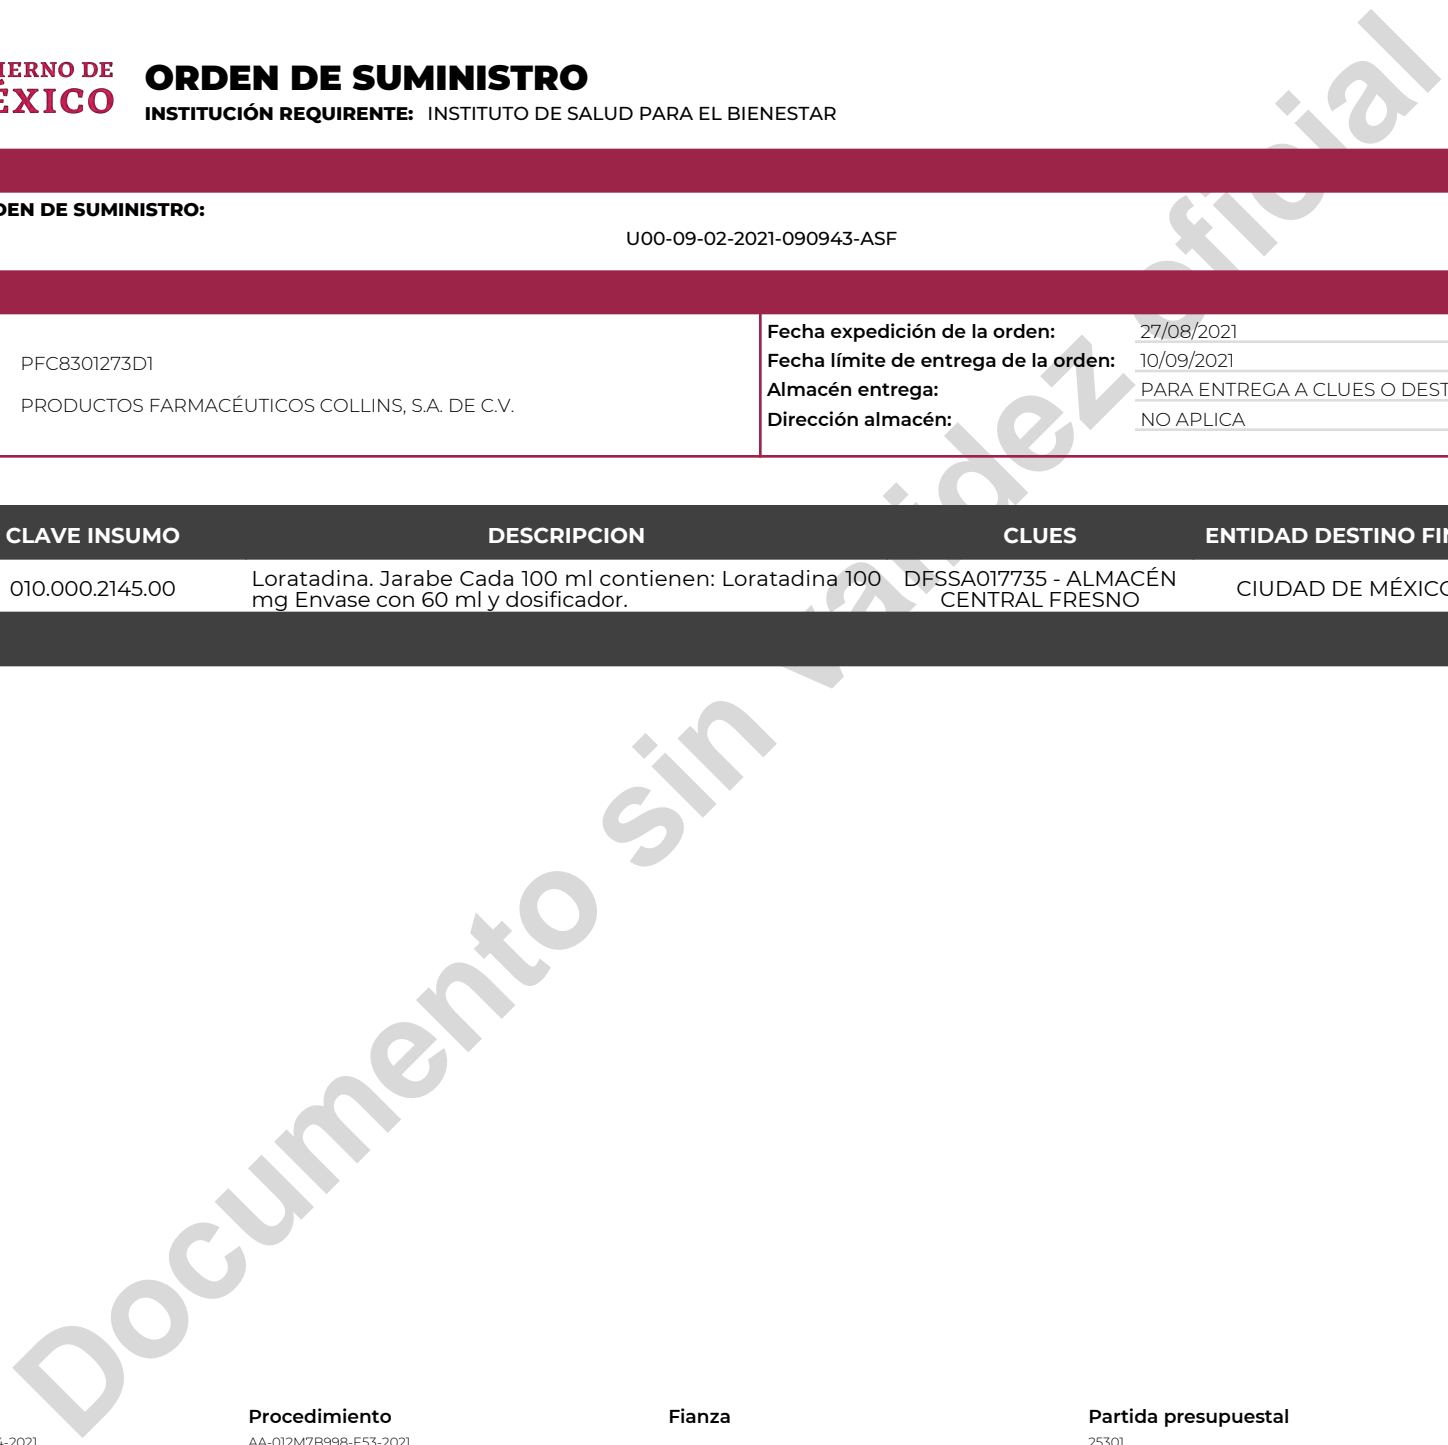 IERNO DE
ÉXICO
ORDEN DE SUMINISTRO
INSTITUCIÓN REQUIRENTE: INSTITUTO DE SALUD PARA EL BIENESTAR
DEN DE SUMINISTRO:
U00-09-02-2021-090943-ASF
PFC8301273D1
PRODUCTOS FARMACÉUTICOS COLLINS, S.A. DE C.V.
Fecha expedición de la orden: 27/08/2021
Fecha límite de entrega de la orden: 10/09/2021
Almacén entrega: PARA ENTREGA A CLUES O DEST
Dirección almacén: NO APLICA
CLAVE INSUMO DESCRIPCION CLUES ENTIDAD DESTINO FIN
010.000.2145.00
Loratadina. Jarabe Cada 100 ml contienen: Loratadina 100
mg Envase con 60 ml y dosificador.
DFSSA017735 - ALMACÉN
CENTRAL FRESNO
CIUDAD DE MÉXICO
Documento sin validez oficial
Procedimiento Fianza Partida presupuestal
-2021 AA-012M7B998-E53-2021 25301